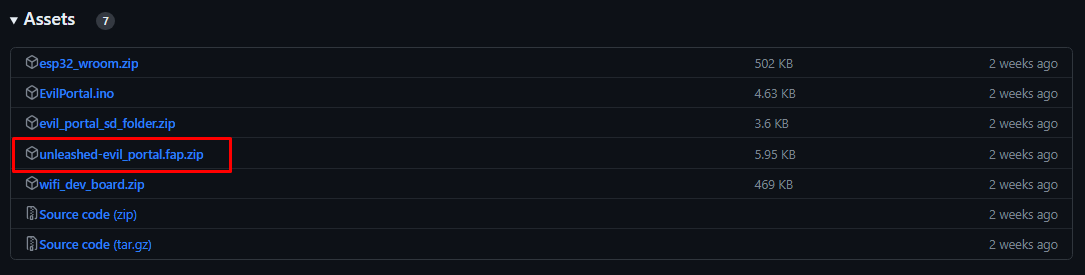 Assets 7
esp32_wroom.zip 502 KB 2 weeks ago
EvilPortal.ino 4.63 KB 2 weeks ago
evil_portal_sd_folder.zip 3.6 KB 2 weeks ago
unleashed-evil_portal.fap.zip 5.95 KB 2 weeks ago
wifi_dev_board.zip 469 KB 2 weeks ago
Source code (zip) 2 weeks ago
Source code (tar.gz) 2 weeks ago